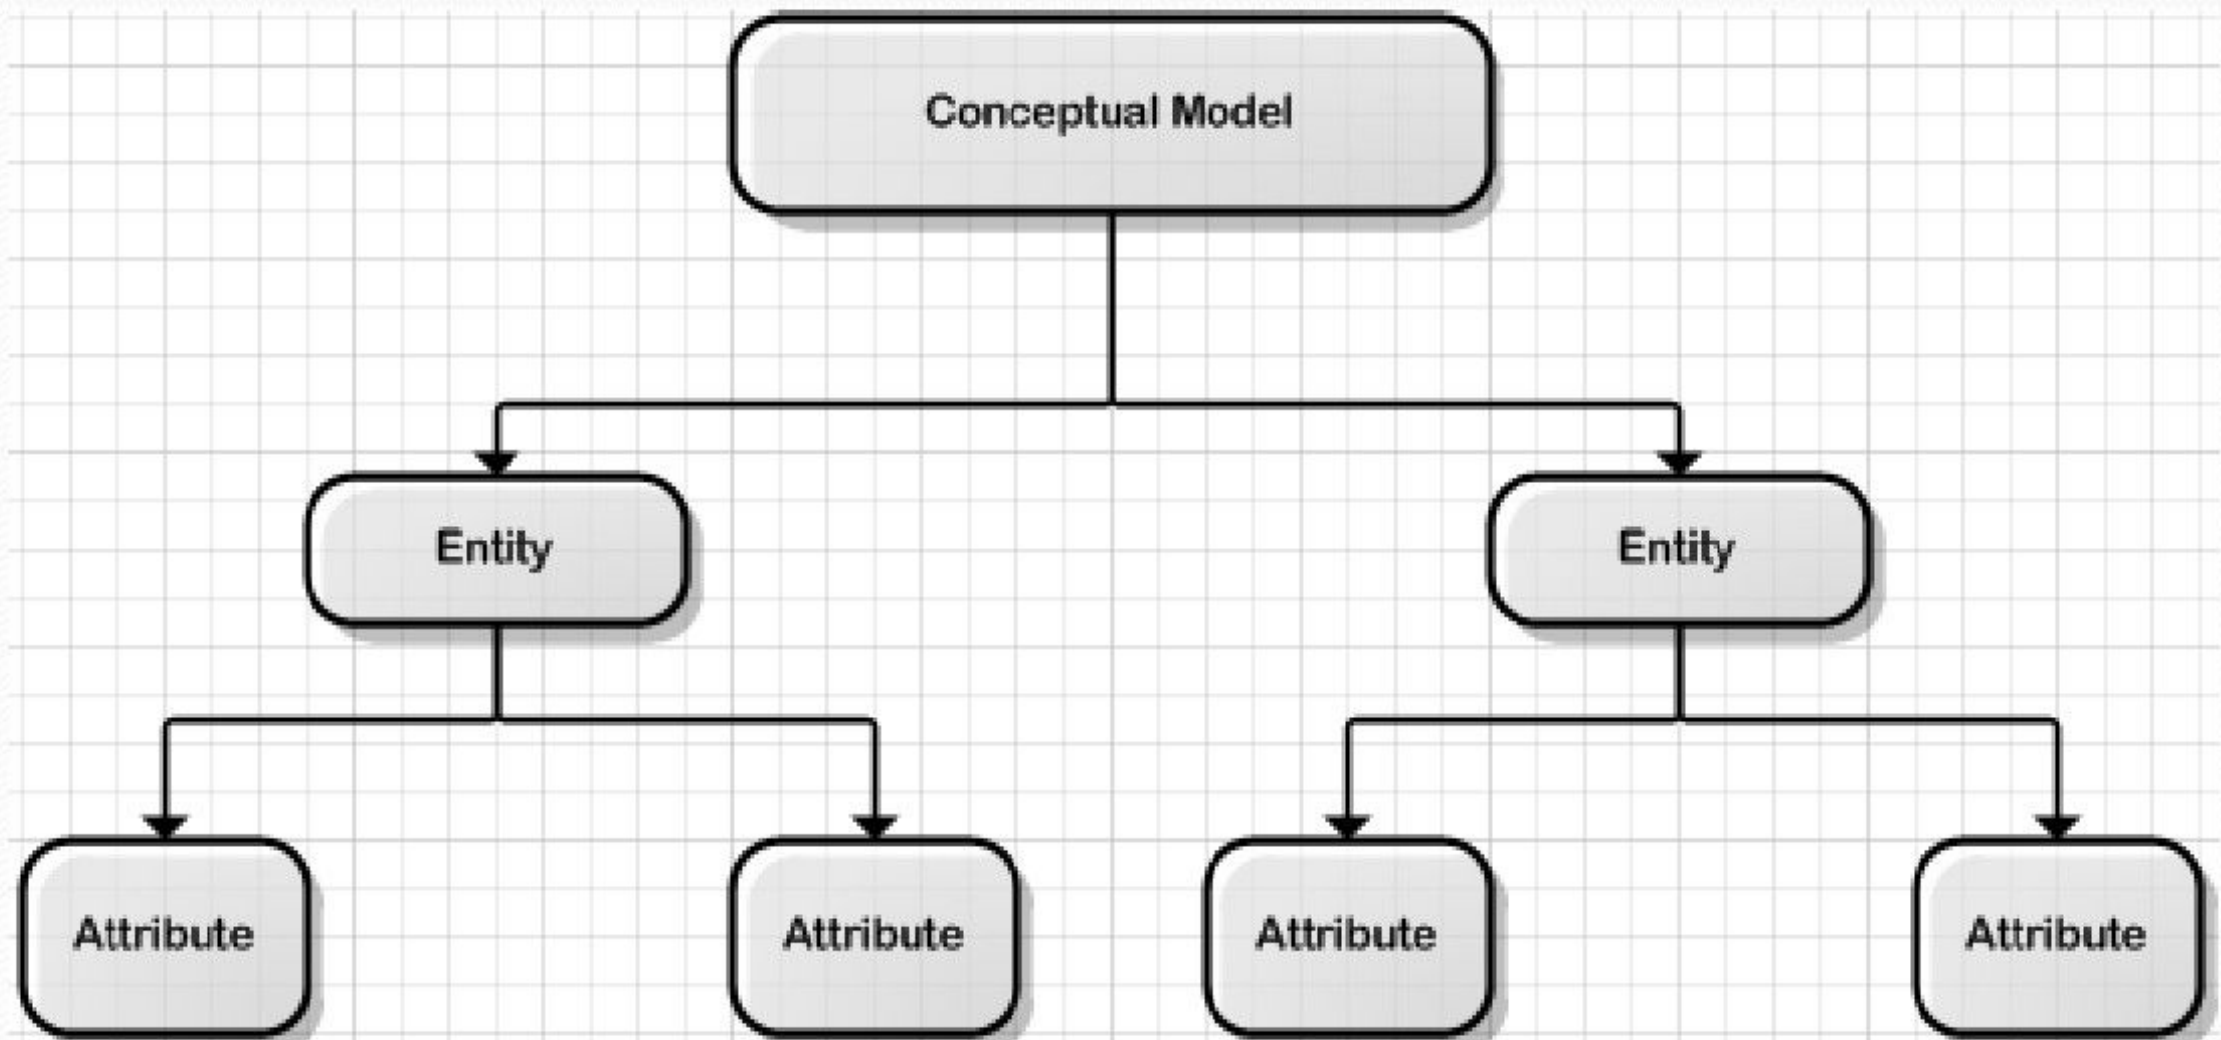 Conceptual Model
Entity
Entity
Attribute
Attribute
Attribute
Attribute